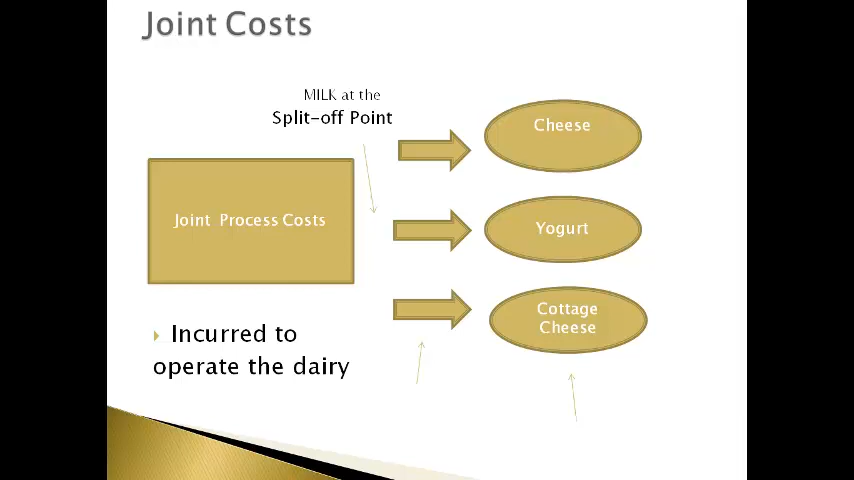 Joint Costs
MILK at the
Split-off Point
Cheese
Joint Process Costs
Yogurt
Cottage
Cheese
Incurred to
operate the dairy